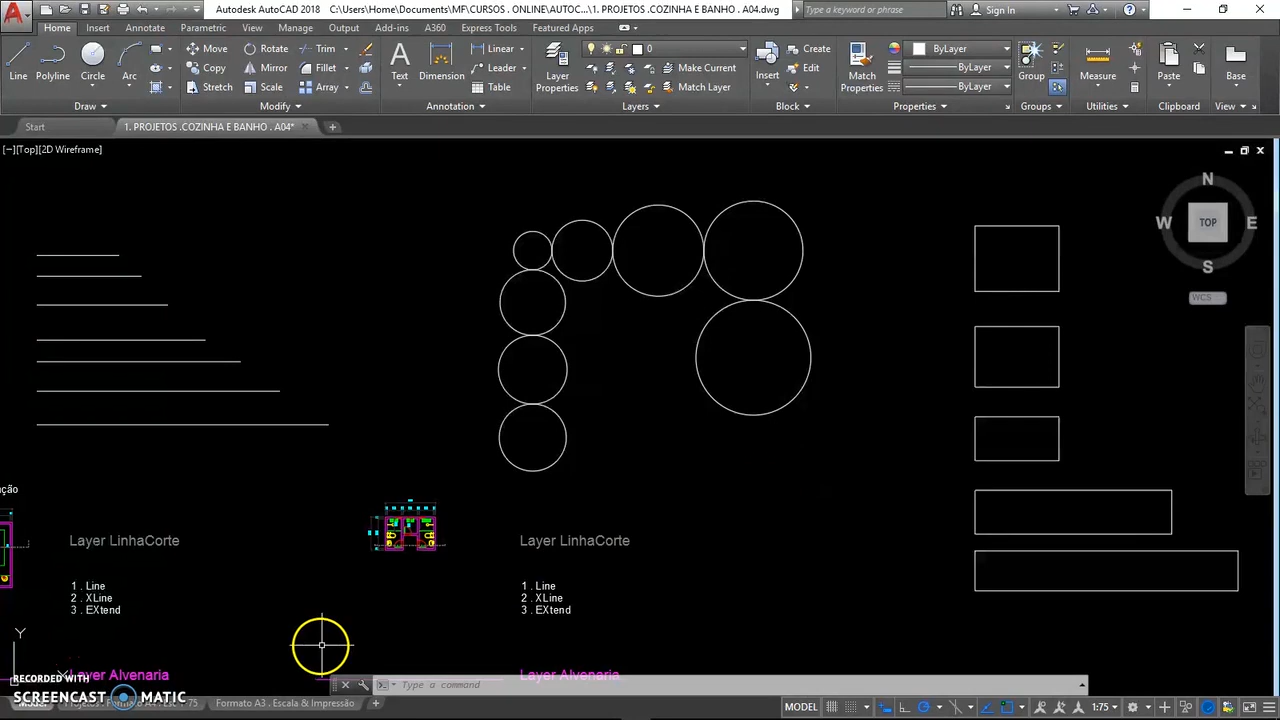 Autodesk AutoCAD 2018 C:\Users\Home\Documents\MF\CURSOS . ONLINE\AUTOC...\1. PROJETOS .COZINHA E BANHO . A04.dwg
Type a keyword or phrase
Sign In
Home Insert Annotate Parametric View Manage Output Add-ins A360 Express Tools Featured Apps
Line Polyline Circle Arc
Move Rotate Trim
Copy Mirror Fillet
Stretch Scale Array
Text Dimension
Linear
Leader
Table
Layer Properties
0
Make Current
Match Layer
Insert
Create
Edit
Match Properties
ByLayer
ByLayer
ByLayer
Group
Measure
Paste
Base
Draw Modify Annotation Layers Block Properties Groups Utilities Clipboard View
Start
1. PROJETOS .COZINHA E BANHO . A04*
[−][Top][2D Wireframe]
N
W TOP E
S
WCS
ação
Layer LinhaCorte
1 . Line
2 . XLine
3 . EXtend
Layer Alvenaria
Layer LinhaCorte
1 . Line
2 . XLine
3 . EXtend
Layer Alvenaria
Y
X
RECORDED WITH
SCREENCAST MATIC
Type a command
Model
Formato A3 . Escala & Impressão
MODEL
1:75